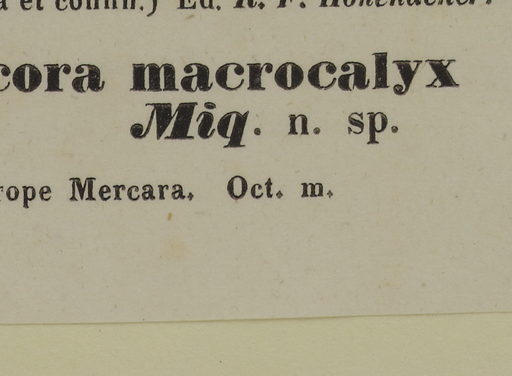 et comm.) Ed. R. F. Hohenacker.
cora macrocalyx
Miq. n. sp.
rope Mercara. Oct. m.